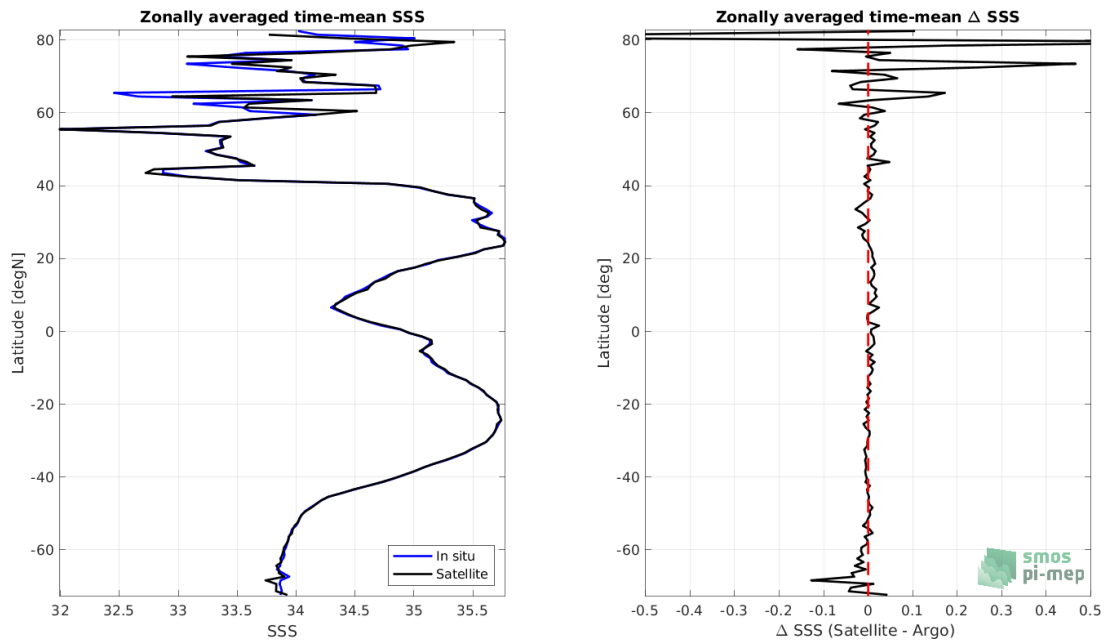 Zonally averaged time-mean SSS
80
60
40
20
0
-20
-40
-60
Latitude [degN]
In situ
Satellite
32 32.5 33 33.5 34 34.5 35 35.5
SSS
Zonally averaged time-mean Δ SSS
80
60
40
20
0
-20
-40
-60
Latitude [deg]
smos
pi-mep
-0.5 -0.4 -0.3 -0.2 -0.1 0 0.1 0.2 0.3 0.4 0.5
Δ SSS (Satellite - Argo)